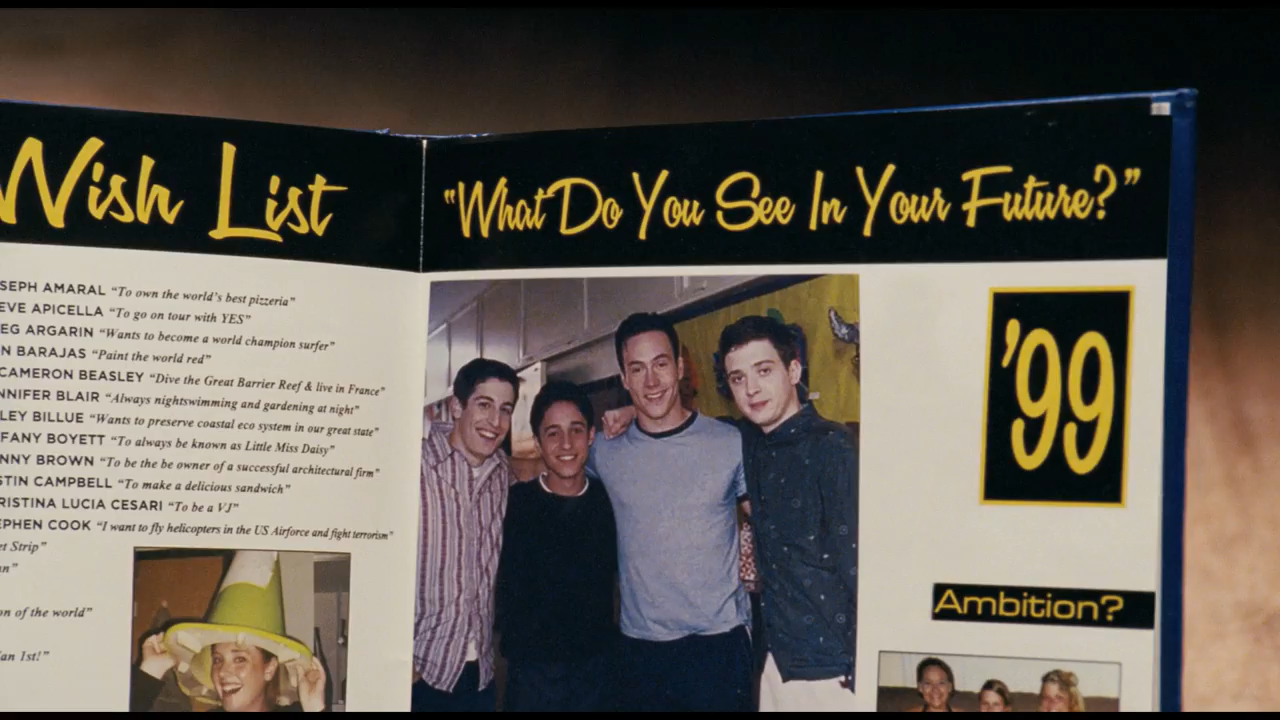 Wish List
SEPH AMARAL "To own the world's best pizzeria"
EVE APICELLA "To go on tour with YES"
EG ARGARIN "Wants to become a world champion surfer"
N BARAJAS "Paint the world red"
CAMERON BEASLEY "Dive the Great Barrier Reef & live in France"
NNIFER BLAIR "Always nightswimming and gardening at night"
LEY BILLUE "Wants to preserve coastal eco system in our great state"
FANY BOYETT "To always be known as Little Miss Daisy"
NNY BROWN "To be the be owner of a successful architectural firm"
STIN CAMPBELL "To make a delicious sandwich"
RISTINA LUCIA CESARI "To be a VJ"
EPHEN COOK "I want to fly helicopters in the US Airforce and fight terrorism"
et Strip"
n"
on of the world"
an 1st!"
"What Do You See In Your Future?"
'99
Ambition?